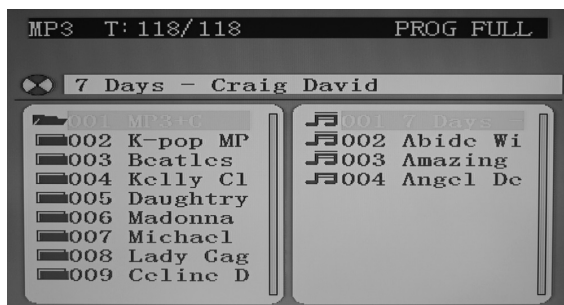 MP3 T:118/118 PROG FULL
7 Days - Craig David
001 MP3+C
002 K-pop MP
003 Beatles
004 Kelly Cl
005 Daughtry
006 Madonna
007 Michael
008 Lady Gag
009 Celine D
001 7 Days -
002 Abide Wi
003 Amazing
004 Angel De